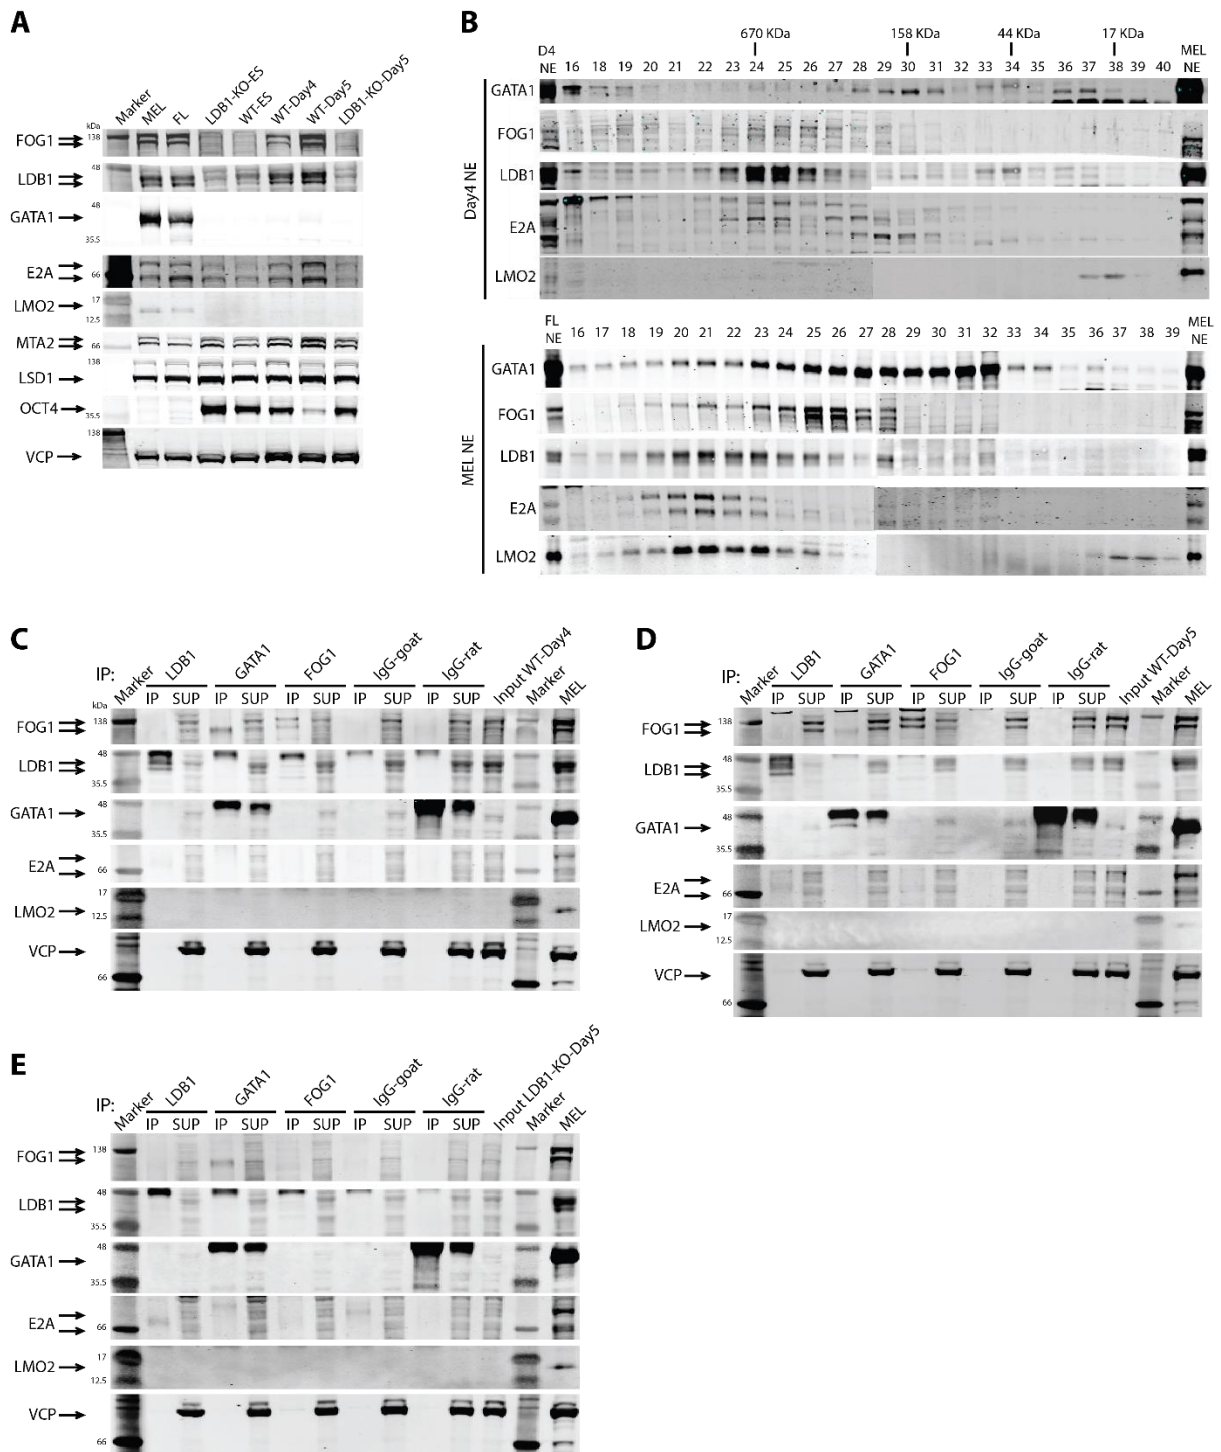 A
Marker MEL FL LDB1-KO-ES WT-ES WT-Day4 WT-Day5 LDB1-KO-Day5
kDa
FOG1 138
LDB1 48
GATA1 48
35.5
E2A 66
LMO2 17
12.5
MTA2 66
138
LSD1
OCT4 35.5
138
VCP
B
670 KDa 158 KDa 44 KDa 17 KDa
D4 NE 16 18 19 20 21 22 23 24 25 26 27 28 29 30 31 32 33 34 35 36 37 38 39 40 MEL NE
Day4 NE
GATA1
FOG1
LDB1
E2A
LMO2
FL NE 16 17 18 19 20 21 22 23 24 25 26 27 28 29 30 31 32 33 34 35 36 37 38 39 MEL NE
MEL NE
GATA1
FOG1
LDB1
E2A
LMO2
C
IP: Marker LDB1 GATA1 FOG1 IgG-goat IgG-rat Input WT-Day4 Marker MEL
IP SUP IP SUP IP SUP IP SUP IP SUP
kDa
FOG1 138
LDB1 48
35.5
GATA1 48
35.5
E2A 66
LMO2 17
12.5
VCP
66
D
IP: Marker LDB1 GATA1 FOG1 IgG-goat IgG-rat Input WT-Day5 Marker MEL
IP SUP IP SUP IP SUP IP SUP IP SUP
FOG1 138
LDB1 48
35.5
GATA1 48
35.5
E2A 66
LMO2 17
12.5
VCP
66
E
IP: Marker LDB1 GATA1 FOG1 IgG-goat IgG-rat Input LDB1-KO-Day5 Marker MEL
IP SUP IP SUP IP SUP IP SUP IP SUP
FOG1 138
LDB1 48
35.5
GATA1 48
35.5
E2A 66
LMO2 17
12.5
VCP
66